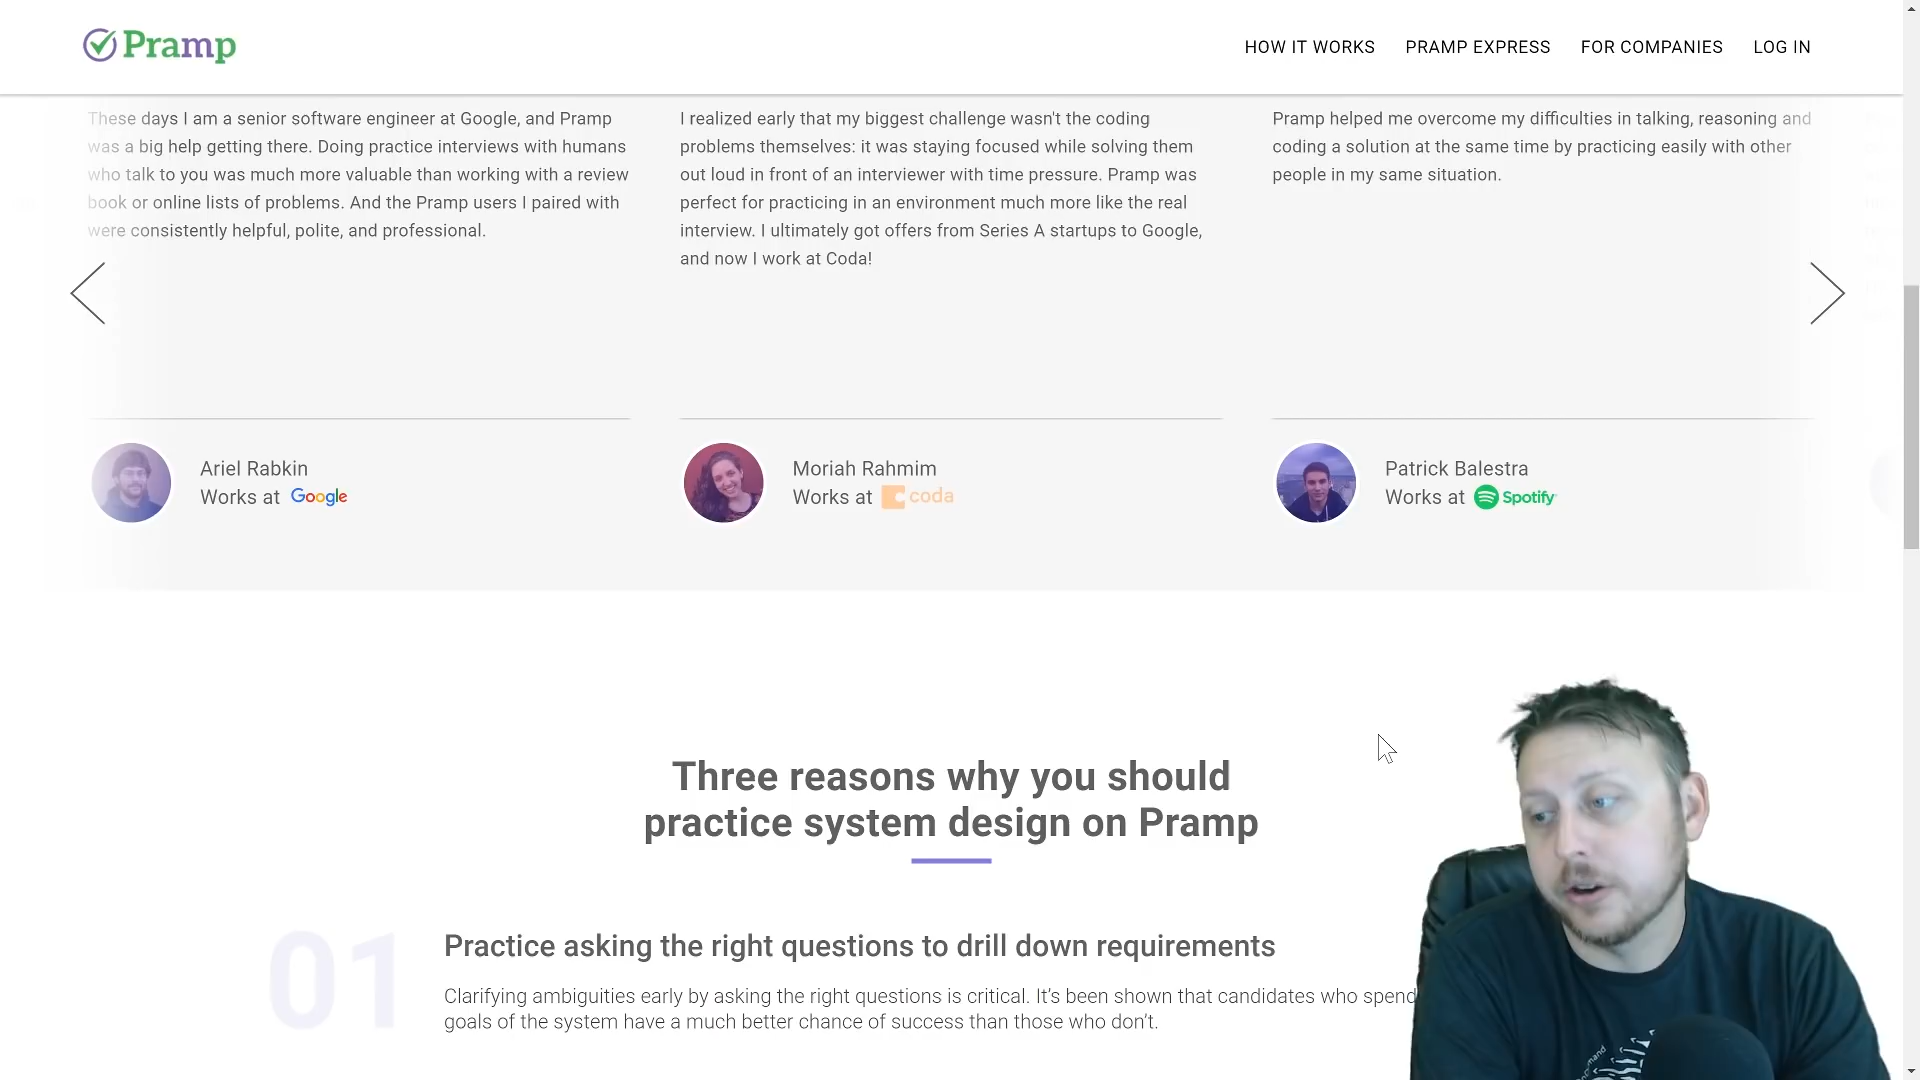 Pramp
HOW IT WORKS
PRAMP EXPRESS
FOR COMPANIES
LOG IN
These days I am a senior software engineer at Google, and Pramp
was a big help getting there. Doing practice interviews with humans
who talk to you was much more valuable than working with a review
book or online lists of problems. And the Pramp users I paired with
were consistently helpful, polite, and professional.
I realized early that my biggest challenge wasn't the coding
problems themselves: it was staying focused while solving them
out loud in front of an interviewer with time pressure. Pramp was
perfect for practicing in an environment much more like the real
interview. I ultimately got offers from Series A startups to Google,
and now I work at Coda!
Pramp helped me overcome my difficulties in talking, reasoning and
coding a solution at the same time by practicing easily with other
people in my same situation.
Ariel Rabkin
Works at Google
Moriah Rahmim
Works at coda
Patrick Balestra
Works at Spotify
Three reasons why you should
practice system design on Pramp
01
Practice asking the right questions to drill down requirements
Clarifying ambiguities early by asking the right questions is critical. It’s been shown that candidates who spend
goals of the system have a much better chance of success than those who don’t.